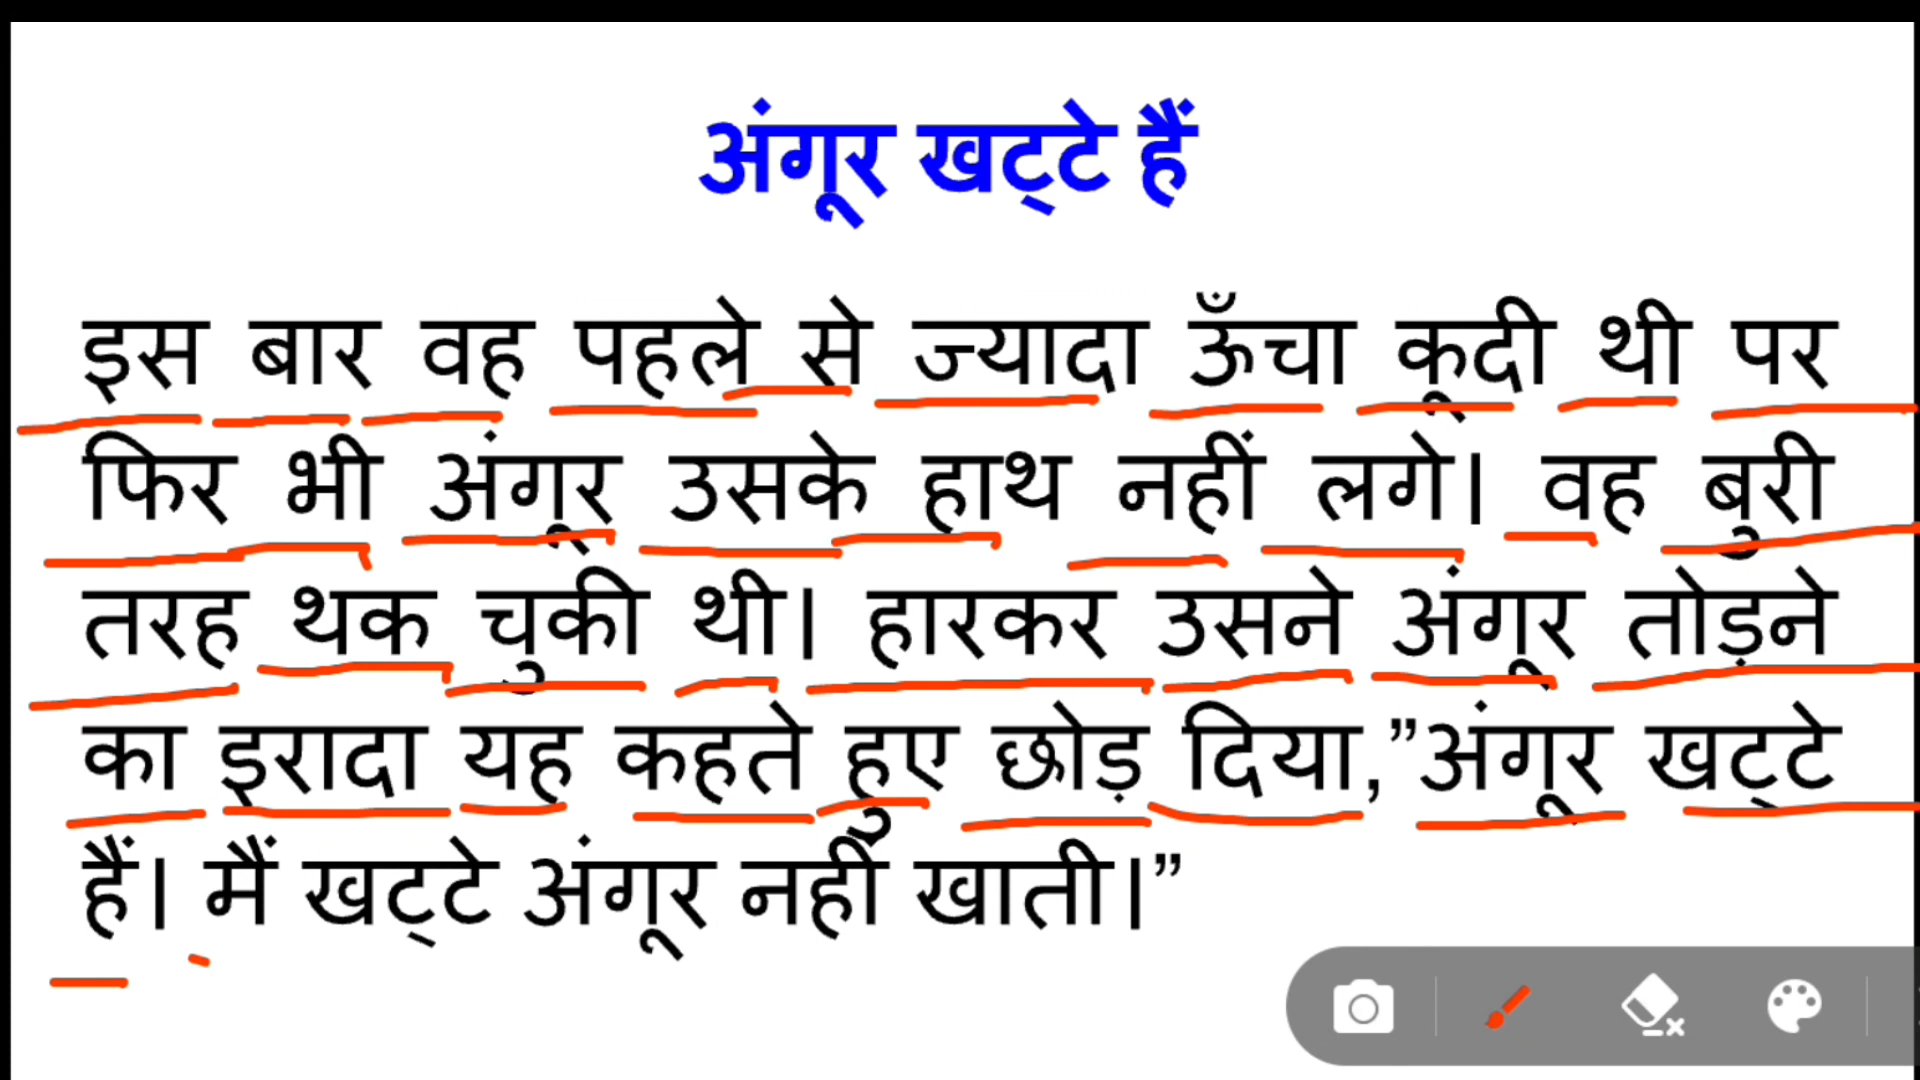 अंगूर खट्टे हैं
इस बार वह पहले से ज्यादा ऊँचा कूदी थी पर
फिर भी अंगूर उसके हाथ नहीं लगे। वह बुरी
तरह थक चुकी थी। हारकर उसने अंगूर तोड़ने
का इरादा यह कहते हुए छोड़ दिया,”अंगूर खट्टे
हैं। मैं खट्टे अंगूर नहीं खाती।”